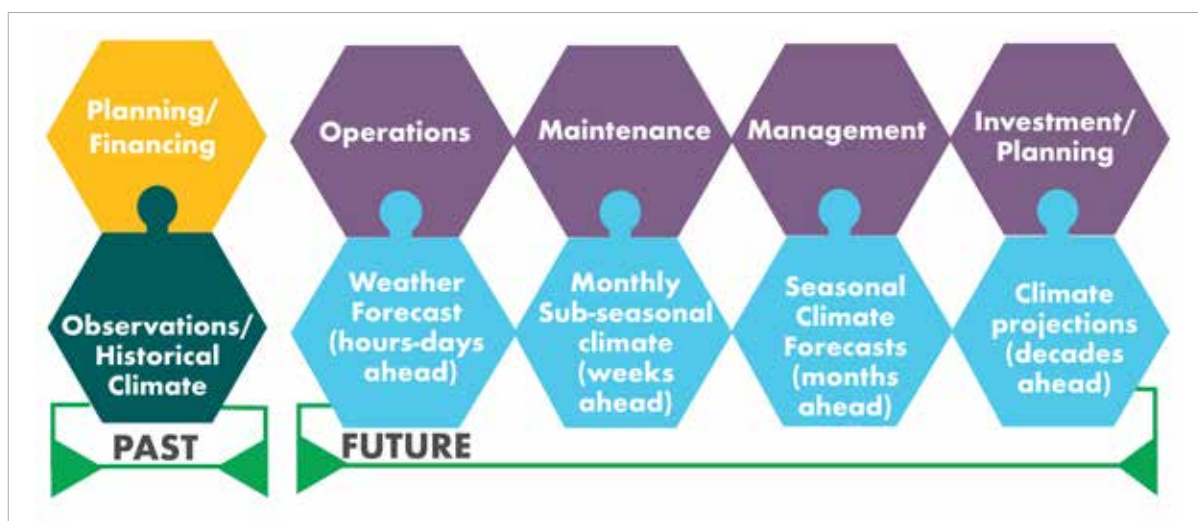 Planning/
Financing
Operations
Maintenance
Management
Investment/
Planning
Observations/
Historical
Climate
Weather
Forecast
(hours-days
ahead)
Monthly
Sub-seasonal
climate
(weeks
ahead)
Seasonal
Climate
Forecasts
(months
ahead)
Climate
projections
(decades
ahead)
PAST
FUTURE